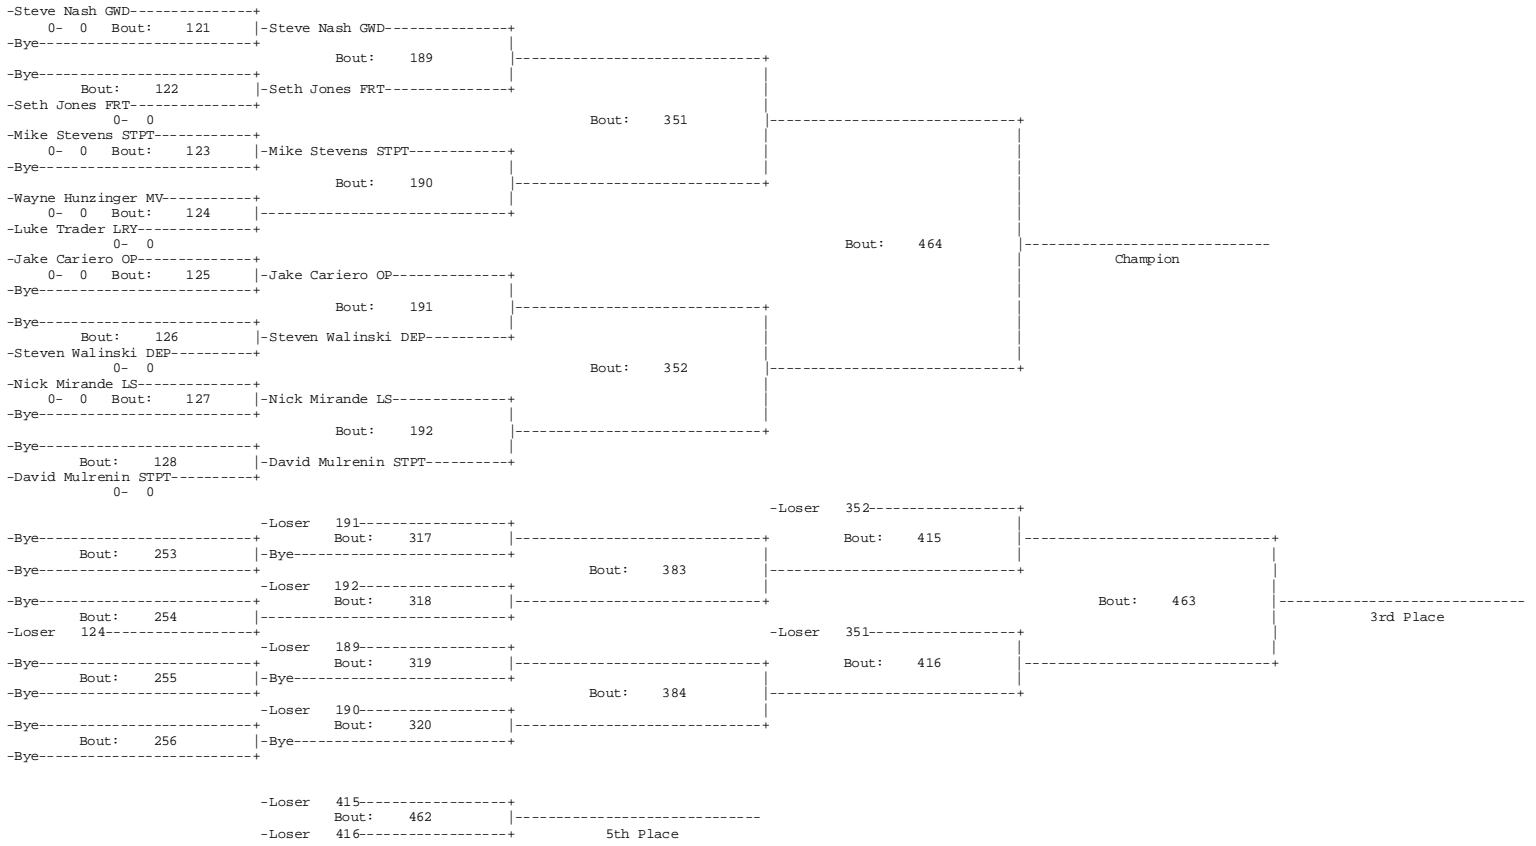 -Steve Nash GWD---------------+
0- 0 Bout: 121 |-Steve Nash GWD---------------+
-Bye--------------------------+ |
Bout: 189 |------------------------------+
-Bye--------------------------+ | |
Bout: 122 |-Seth Jones FRT---------------+ |
-Seth Jones FRT---------------+ |
0- 0 Bout: 351 |------------------------------+
-Mike Stevens STPT------------+ | |
0- 0 Bout: 123 |-Mike Stevens STPT------------+ | |
-Bye--------------------------+ | | |
Bout: 190 |------------------------------+ |
-Wayne Hunzinger MV-----------+ | |
0- 0 Bout: 124 |------------------------------+ |
-Luke Trader LRY--------------+ |
0- 0 Bout: 464 |------------------------------
-Jake Cariero OP--------------+ | Champion
0- 0 Bout: 125 |-Jake Cariero OP--------------+ |
-Bye--------------------------+ | |
Bout: 191 |------------------------------+ |
-Bye--------------------------+ | | |
Bout: 126 |-Steven Walinski DEP----------+ | |
-Steven Walinski DEP----------+ | |
0- 0 Bout: 352 |------------------------------+
-Nick Mirande LS--------------+ |
0- 0 Bout: 127 |-Nick Mirande LS--------------+ |
-Bye--------------------------+ | |
Bout: 192 |------------------------------+
-Bye--------------------------+ |
Bout: 128 |-David Mulrenin STPT----------+
-David Mulrenin STPT----------+
0- 0
-Loser 352------------------+
-Loser 191------------------+ |
-Bye--------------------------+ Bout: 317 |------------------------------+ Bout: 415 |------------------------------+
Bout: 253 |-Bye--------------------------+ | | |
-Bye--------------------------+ Bout: 383 |------------------------------+ |
-Loser 192------------------+ | |
-Bye--------------------------+ Bout: 318 |------------------------------+ Bout: 463 |------------------------------
Bout: 254 |------------------------------+ | 3rd Place
-Loser 124------------------+ -Loser 351------------------+ |
-Loser 189------------------+ | |
-Bye--------------------------+ Bout: 319 |------------------------------+ Bout: 416 |------------------------------+
Bout: 255 |-Bye--------------------------+ | |
-Bye--------------------------+ Bout: 384 |------------------------------+
-Loser 190------------------+ |
-Bye--------------------------+ Bout: 320 |------------------------------+
Bout: 256 |-Bye--------------------------+
-Bye--------------------------+
-Loser 415------------------+
Bout: 462 |------------------------------
-Loser 416------------------+ 5th Place